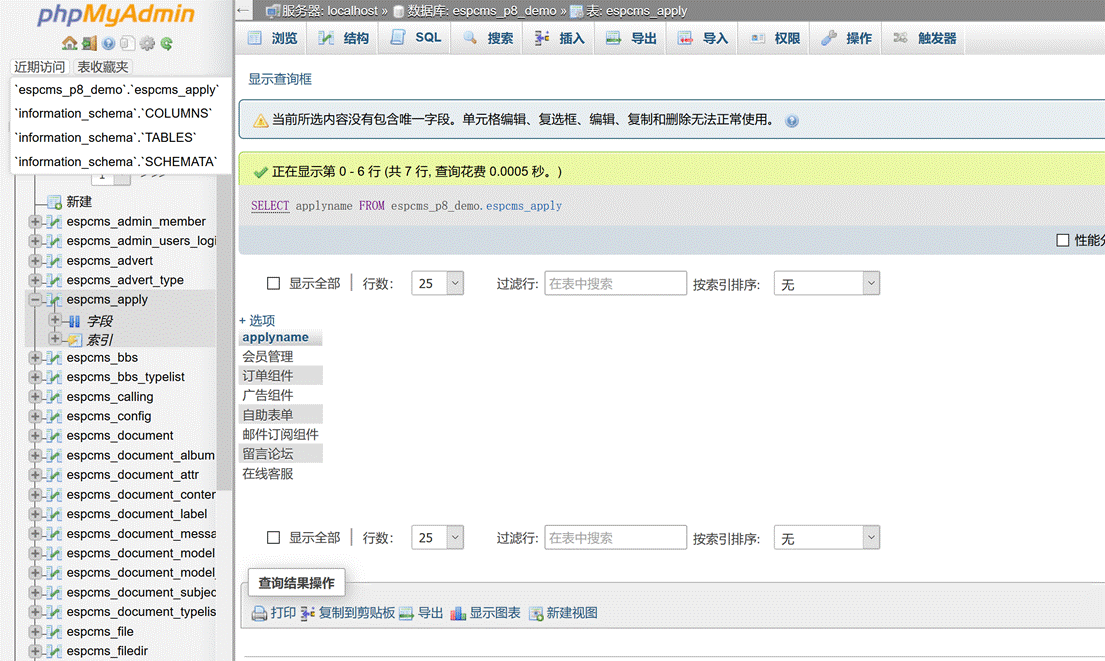 phpMyAdmin
近期访问 表收藏夹
`espcms_p8_demo`.`espcms_apply`
`information_schema`.`COLUMNS`
`information_schema`.`TABLES`
`information_schema`.`SCHEMATA`
1
新建
espcms_admin_member
espcms_admin_users_logi
espcms_advert
espcms_advert_type
espcms_apply
字段
索引
espcms_bbs
espcms_bbs_typelist
espcms_calling
espcms_config
espcms_document
espcms_document_album
espcms_document_attr
espcms_document_conter
espcms_document_label
espcms_document_messa
espcms_document_model
espcms_document_model_
espcms_document_subjec
espcms_document_typelis
espcms_file
espcms_filedir
服务器: localhost » 数据库: espcms_p8_demo » 表: espcms_apply
浏览 结构 SQL 搜索 插入 导出 导入 权限 操作 触发器
显示查询框
当前所选内容没有包含唯一字段。单元格编辑、复选框、编辑、复制和删除无法正常使用。
正在显示第 0 - 6 行 (共 7 行, 查询花费 0.0005 秒。)
SELECT applyname FROM espcms_p8_demo.espcms_apply
性能分
显示全部 | 行数: 25 过滤行: 在表中搜索 按索引排序: 无
+ 选项
applyname
会员管理
订单组件
广告组件
自助表单
邮件订阅组件
留言论坛
在线客服
显示全部 | 行数: 25 过滤行: 在表中搜索 按索引排序: 无
查询结果操作
打印 复制到剪贴板 导出 显示图表 新建视图